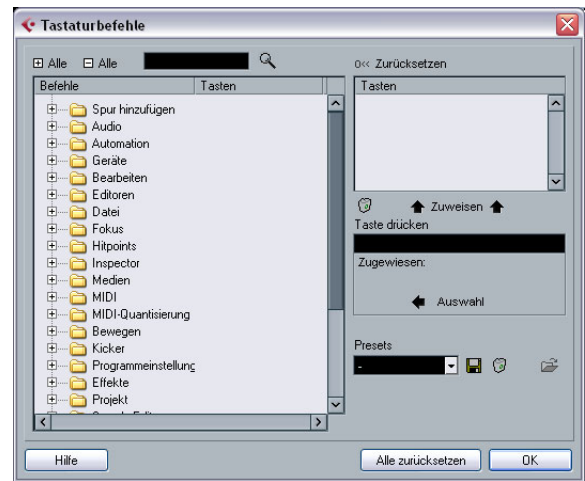 Tastaturbefehle
Alle Alle
0<< Zurücksetzen
Befehle Tasten
Spur hinzufügen
Audio
Automation
Geräte
Bearbeiten
Editoren
Datei
Fokus
Hitpoints
Inspector
Medien
MIDI
MIDI-Quantisierung
Bewegen
Kicker
Programmeinstellung
Effekte
Projekt
Tasten
Zuweisen
Taste drücken
Zugewiesen:
Auswahl
Presets
-
Hilfe
Alle zurücksetzen
OK